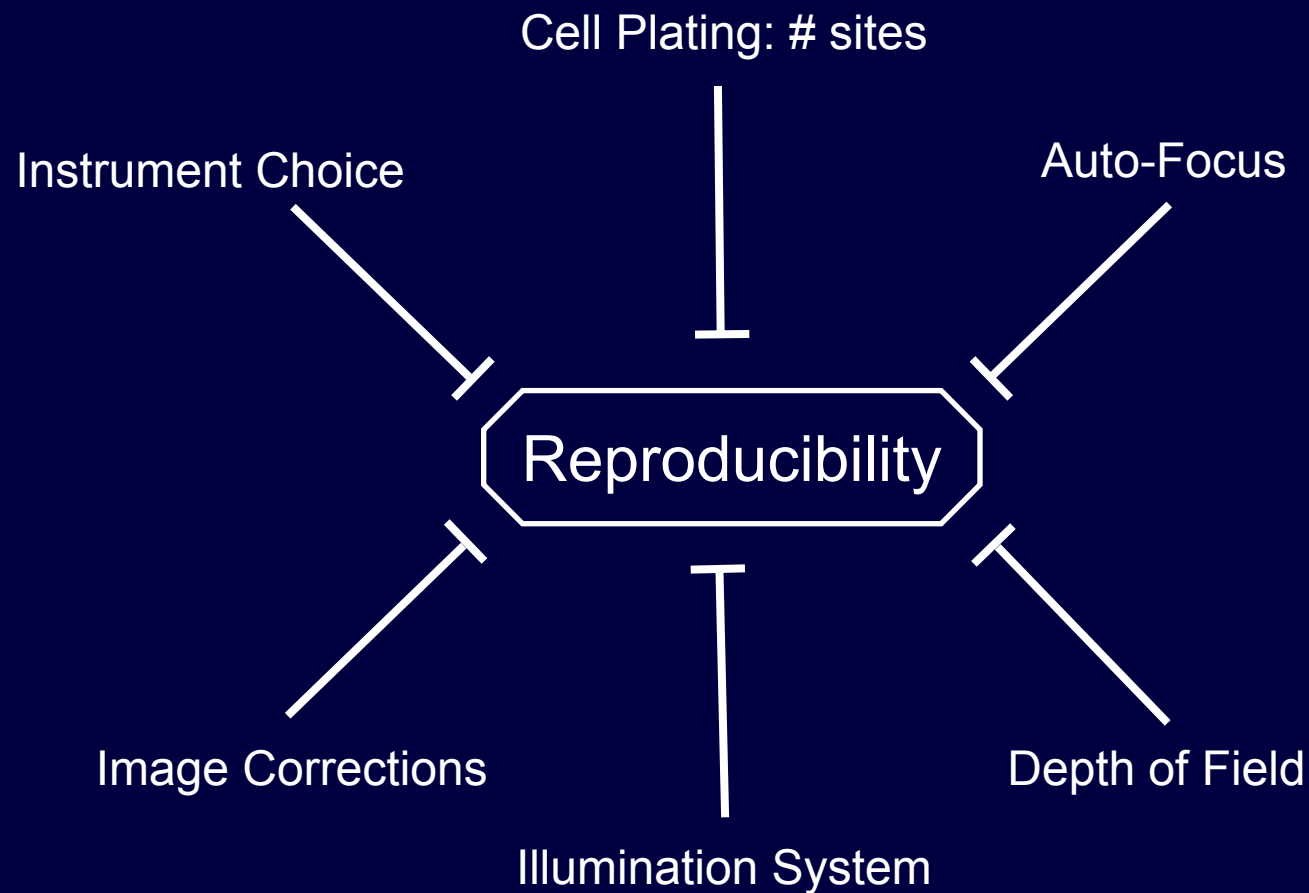 Cell Plating: # sites
Instrument Choice
Auto-Focus
Reproducibility
Image Corrections
Depth of Field
Illumination System